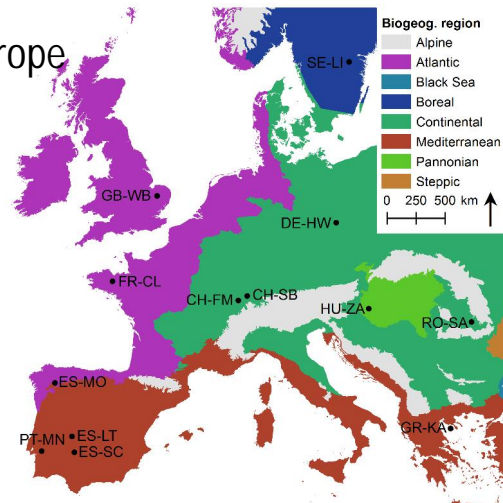 rope
Biogeog. region
Alpine
Atlantic
Black Sea
Boreal
Continental
Mediterranean
Pannonian
Steppic
0 250 500 km
SE-LI
GB-WB
DE-HW
FR-CL
CH-FM
CH-SB
HU-ZA
RO-SA
ES-MO
GR-KA
PT-MN
ES-LT
ES-SC